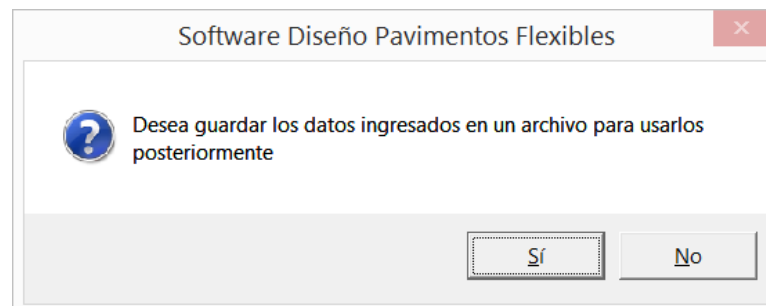 Software Diseño Pavimentos Flexibles
Desea guardar los datos ingresados en un archivo para usarlos
posteriormente
Sí No